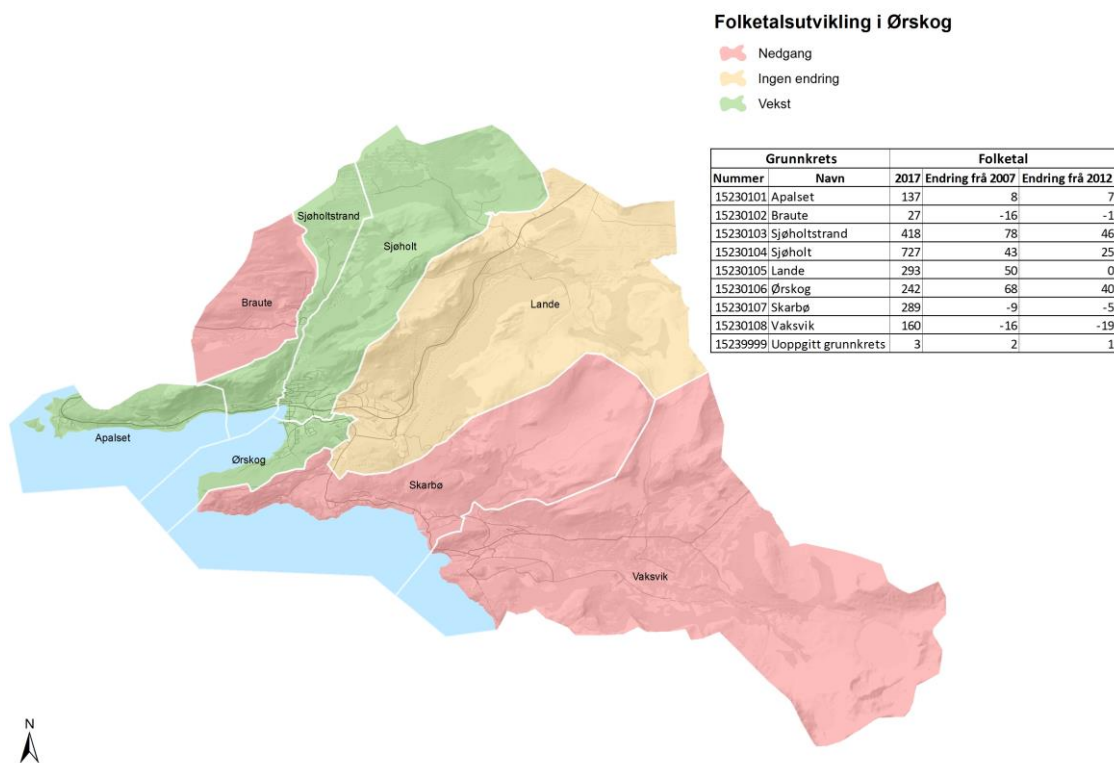 Folketalsutvikling i Ørskog
Nedgang
Ingen endring
Vekst
Grunnkrets Folketal
Nummer Navn 2017 Endring frå 2007 Endring frå 2012
15230101 Apalset 137 8 7
15230102 Braute 27 -16 -1
15230103 Sjøholtstrand 418 78 46
15230104 Sjøholt 727 43 25
15230105 Lande 293 50 0
15230106 Ørskog 242 68 40
15230107 Skarbø 289 -9 -5
15230108 Vaksvik 160 -16 -19
15239999 Uoppgitt grunnkrets 3 2 1
Sjøholtstrand
Sjøholt
Braute
Lande
Apalset
Ørskog
Skarbø
Vaksvik
N